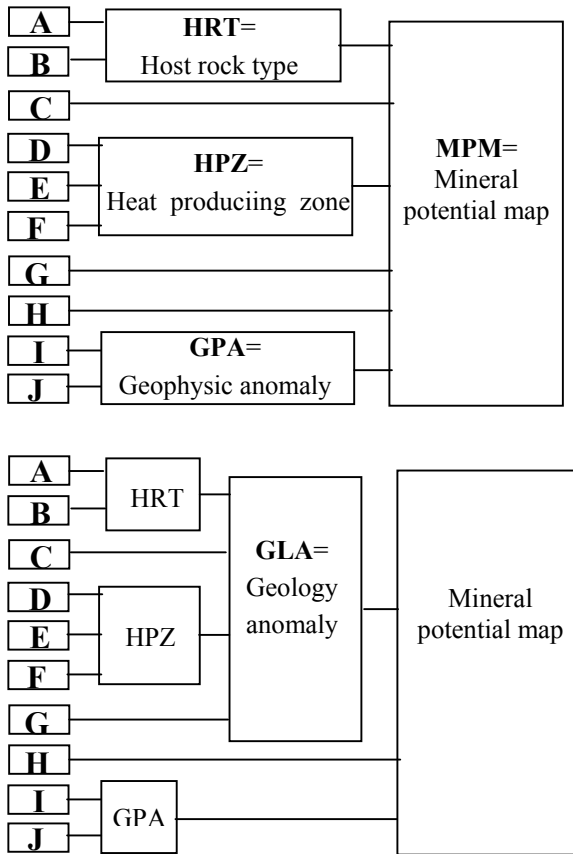 A
HRT=
B
Host rock type
C
D
HPZ=
MPM=
E
Heat produciing zone
Mineral
potential map
F
G
H
I
GPA=
J
Geophysic anomaly
A
HRT
B
C
GLA=
Geology
anomaly
D
E
HPZ
F
Mineral
potential map
G
H
I
GPA
J